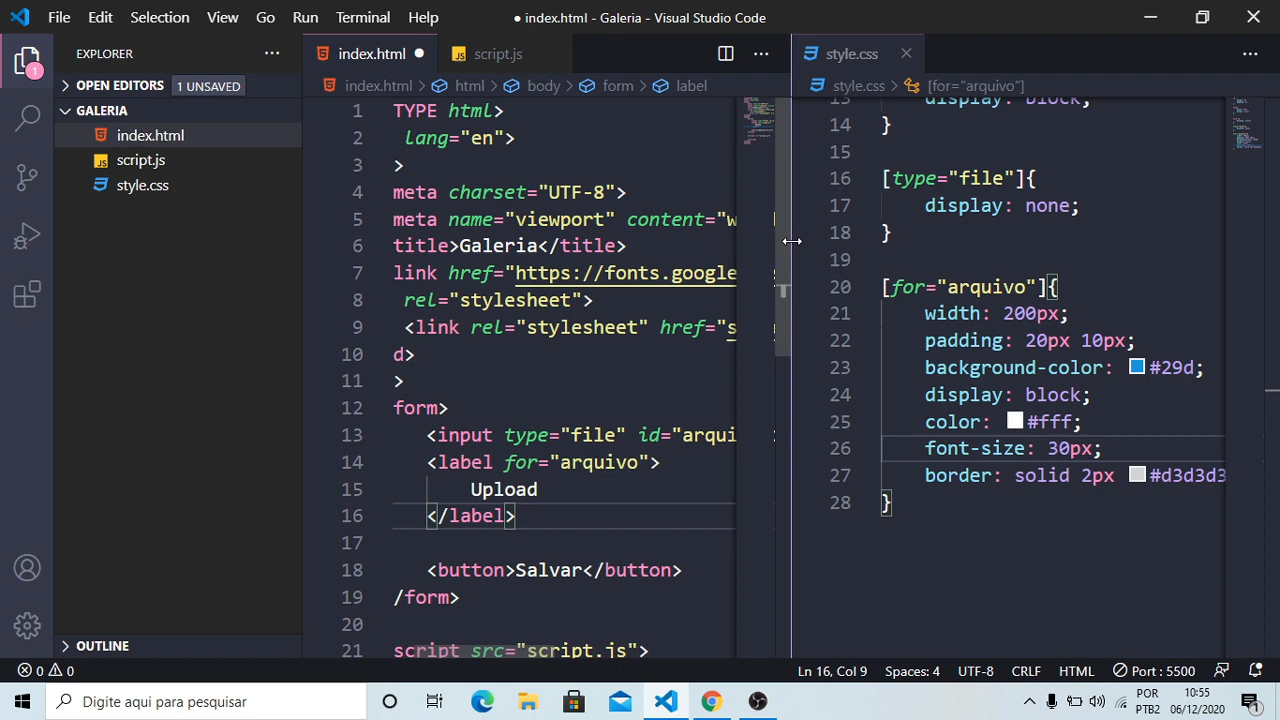 File Edit Selection View Go Run Terminal Help
● index.html - Galeria - Visual Studio Code
EXPLORER
OPEN EDITORS 1 UNSAVED
GALERIA
index.html
script.js
style.css
OUTLINE
1
index.html
script.js
index.html > html > body > form > label
1 TYPE html>
2 lang="en">
3 >
4 meta charset="UTF-8">
5 meta name="viewport" content="w
6 title>Galeria</title>
7 link href="https://fonts.google
8 rel="stylesheet">
9 <link rel="stylesheet" href="s
10 d>
11 >
12 form>
13 <input type="file" id="arqui
14 <label for="arquivo">
15 Upload
16 </label>
17
18 <button>Salvar</button>
19 /form>
20
21 script src="script.js">
style.css
style.css > [for="arquivo"]
13 display: block;
14 }
15
16 [type="file"]{
17 display: none;
18 }
19
20 [for="arquivo"]{
21 width: 200px;
22 padding: 20px 10px;
23 background-color: #29d;
24 display: block;
25 color: #fff;
26 font-size: 30px;
27 border: solid 2px #d3d3d3
28 }
0 0 Ln 16, Col 9 Spaces: 4 UTF-8 CRLF HTML Port : 5500
Digite aqui para pesquisar
POR
PTB2
10:55
06/12/2020
1